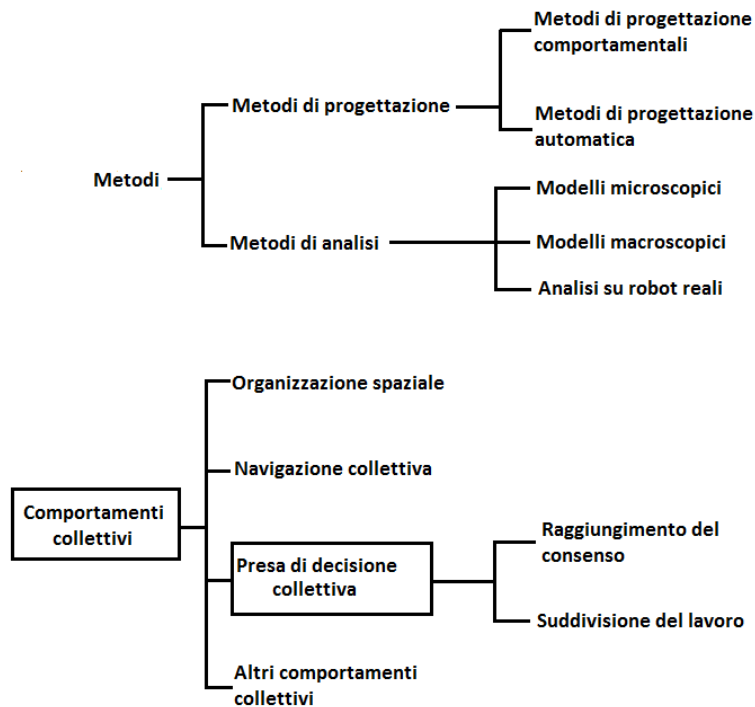 Metodi di progettazione
comportamentali
Metodi di progettazione
Metodi di progettazione
automatica
Metodi
Modelli microscopici
Metodi di analisi
Modelli macroscopici
Analisi su robot reali
Organizzazione spaziale
Navigazione collettiva
Comportamenti
collettivi
Raggiungimento del
consenso
Presa di decisione
collettiva
Suddivisione del lavoro
Altri comportamenti
collettivi